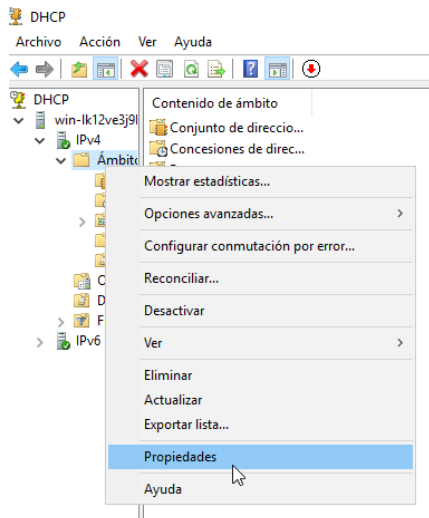 DHCP
Archivo Acción Ver Ayuda
DHCP
win-lk12ve3j9l
IPv4
Ámbito
IPv6
Contenido de ámbito
Conjunto de direccio...
Concesiones de direc...
Mostrar estadísticas...
Opciones avanzadas...
Configurar conmutación por error...
Reconciliar...
Desactivar
Ver
Eliminar
Actualizar
Exportar lista...
Propiedades
Ayuda